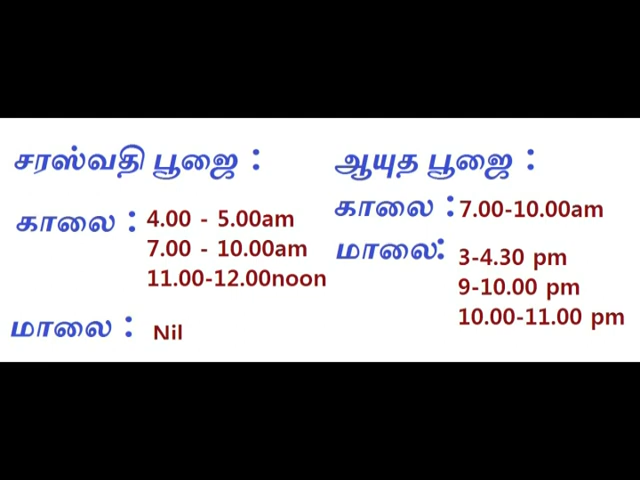 சரஸ்வதி பூஜை :
காலை : 4.00 - 5.00am
7.00 - 10.00am
11.00-12.00noon
மாலை : Nil
ஆயுத பூஜை :
காலை : 7.00-10.00am
மாலை: 3-4.30 pm
9-10.00 pm
10.00-11.00 pm